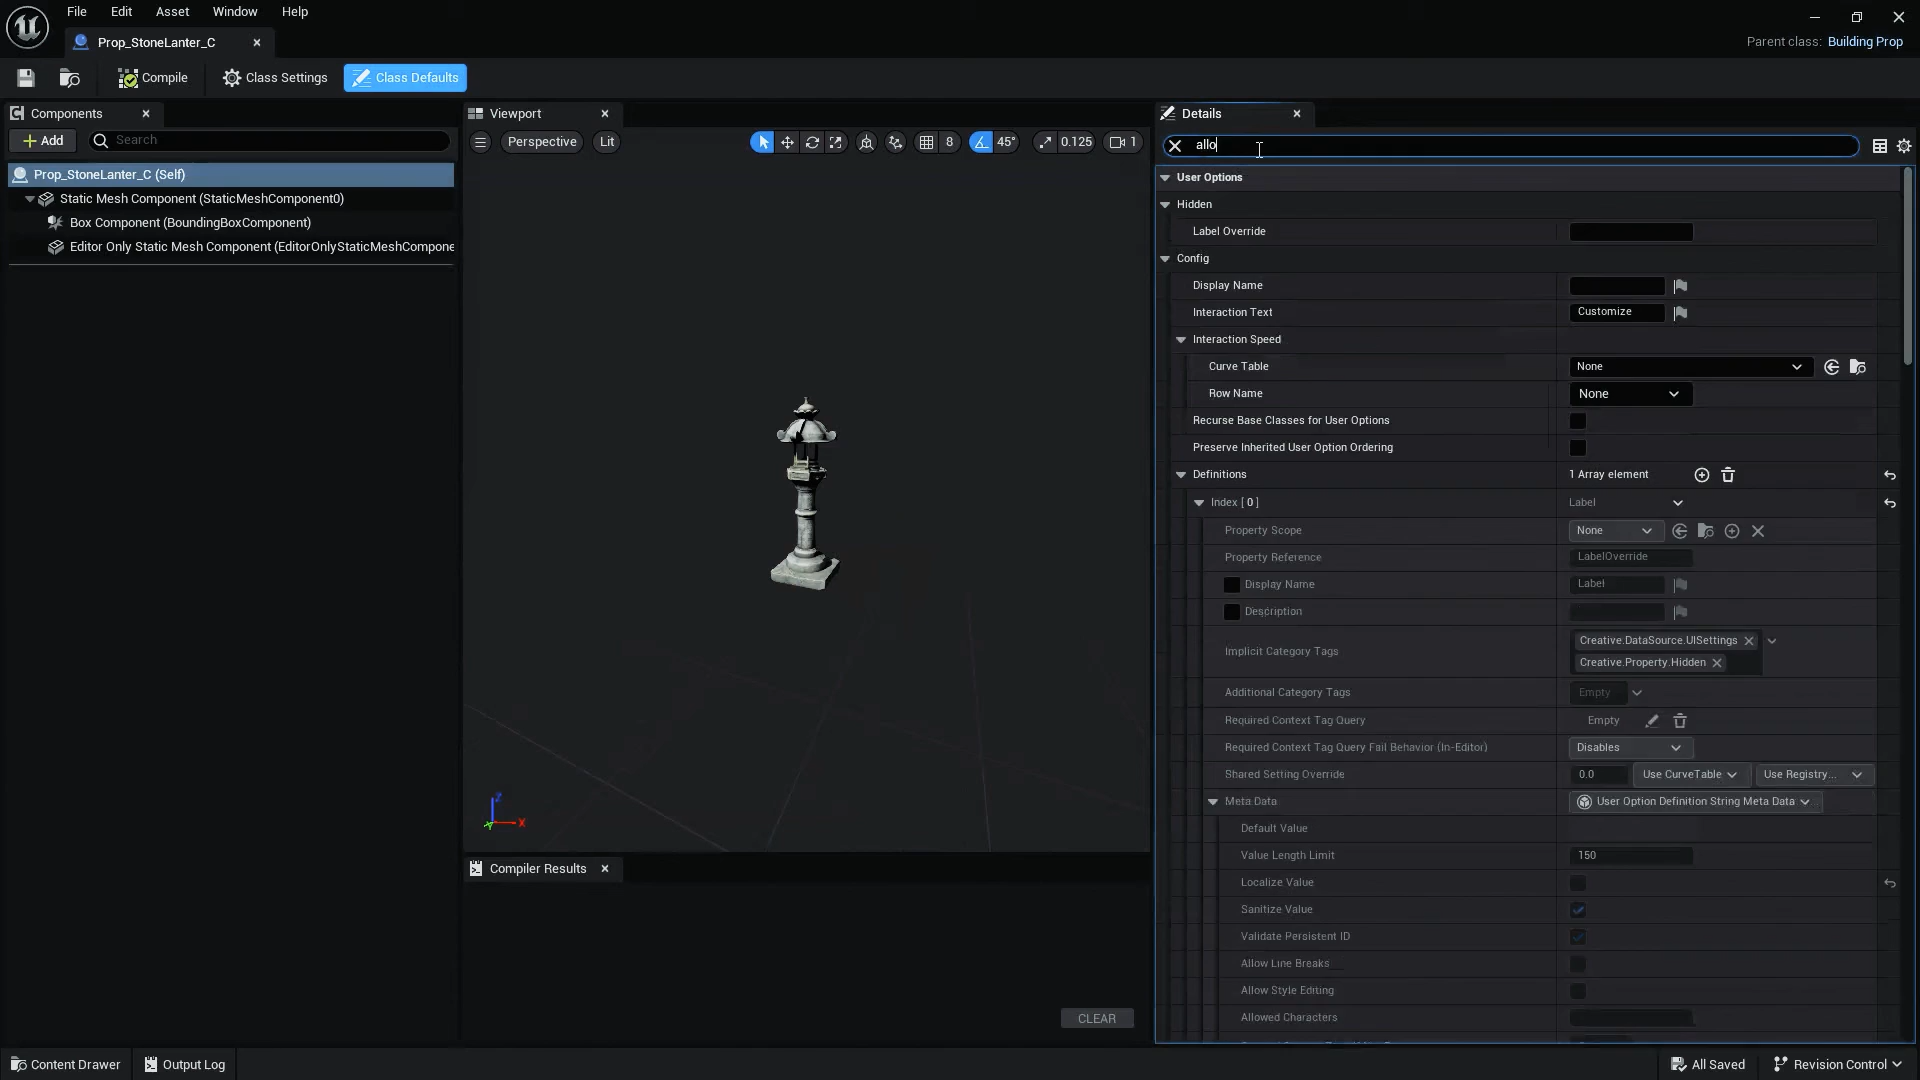 File Edit Asset Window Help
Prop_StoneLanter_C
Parent class: Building Prop
Compile Class Settings Class Defaults
Components
Viewport
Details
Add Search
Perspective Lit 8 45° 0.125 1
allo
Prop_StoneLanter_C (Self)
Static Mesh Component (StaticMeshComponent0)
Box Component (BoundingBoxComponent)
Editor Only Static Mesh Component (EditorOnlyStaticMeshCompone
User Options
Hidden
Label Override
Config
Display Name
Interaction Text Customize
Interaction Speed
Curve Table None
Row Name None
Recurse Base Classes for User Options
Preserve Inherited User Option Ordering
Definitions 1 Array element
Index [ 0 ] Label
Property Scope None
Property Reference LabelOverride
Display Name Label
Description
Implicit Category Tags Creative.DataSource.UISettings
Creative.Property.Hidden
Additional Category Tags Empty
Required Context Tag Query Empty
Required Context Tag Query Fail Behavior (In-Editor) Disables
Shared Setting Override 0.0 Use CurveTable Use Registry...
Meta Data User Option Definition String Meta Data
Default Value
Value Length Limit 150
Localize Value
Sanitize Value
Validate Persistent ID
Allow Line Breaks
Allow Style Editing
Allowed Characters
X
Z
Compiler Results
CLEAR
Content Drawer Output Log All Saved Revision Control